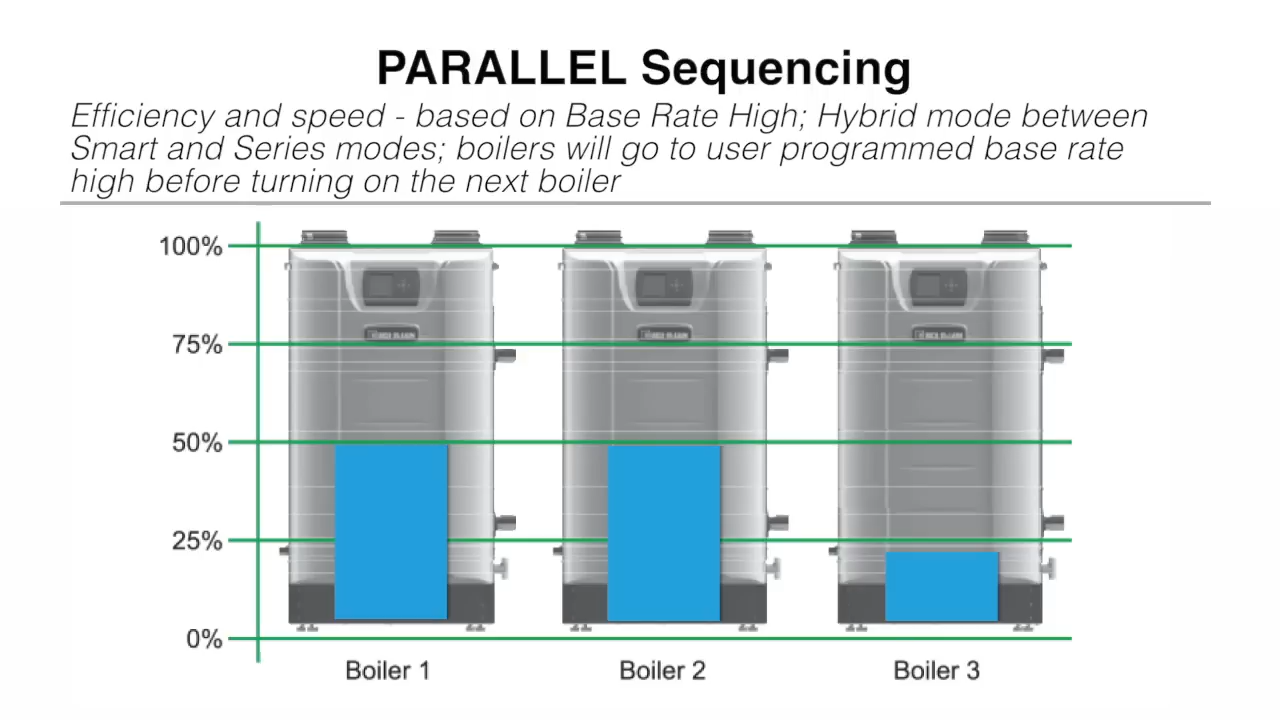 PARALLEL Sequencing
Efficiency and speed - based on Base Rate High; Hybrid mode between
Smart and Series modes; boilers will go to user programmed base rate
high before turning on the next boiler
100%
75%
50%
25%
0%
Boiler 1
Boiler 2
Boiler 3